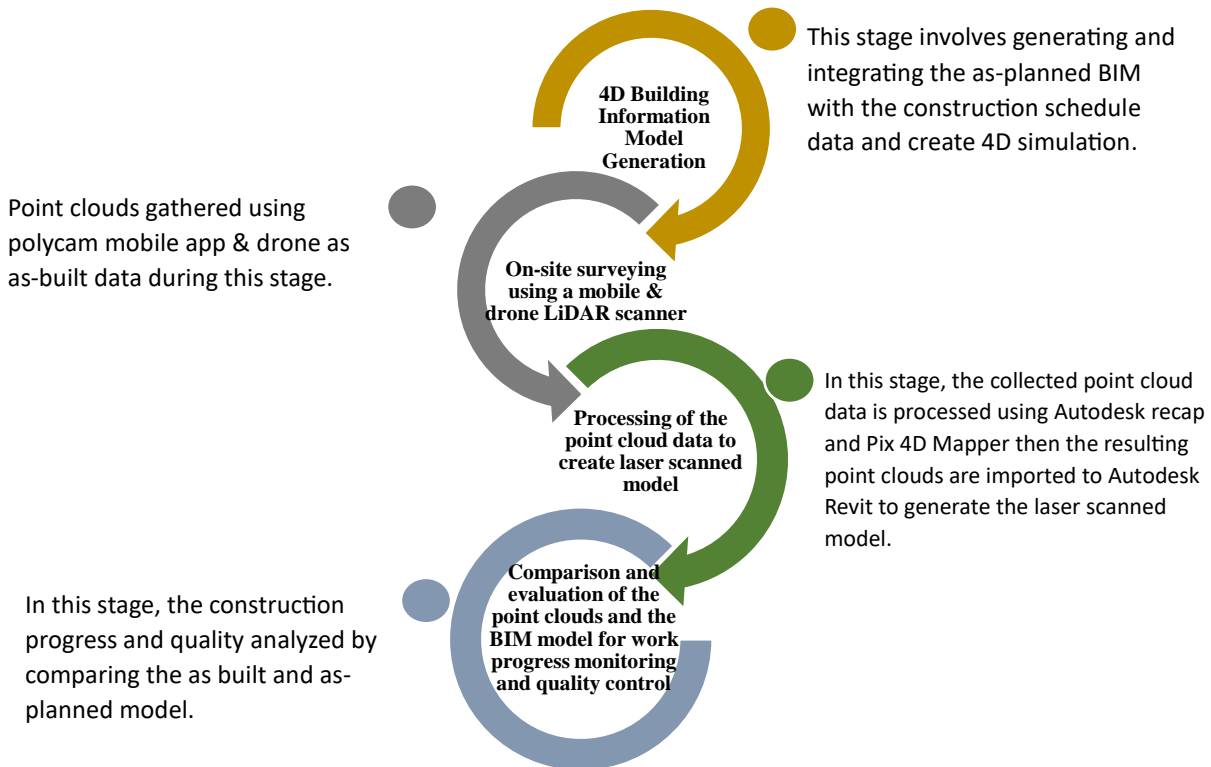 4D Building
Information
Model
Generation
This stage involves generating and
integrating the as-planned BIM
with the construction schedule
data and create 4D simulation.
Point clouds gathered using
polycam mobile app & drone as
as-built data during this stage.
On-site surveying
using a mobile &
drone LiDAR scanner
Processing of the
point cloud data to
create laser scanned
model
In this stage, the collected point cloud
data is processed using Autodesk recap
and Pix 4D Mapper then the resulting
point clouds are imported to Autodesk
Revit to generate the laser scanned
model.
Comparison and
evaluation of the
point clouds and the
BIM model for work
progress monitoring
and quality control
In this stage, the construction
progress and quality analyzed by
comparing the as built and as-
planned model.